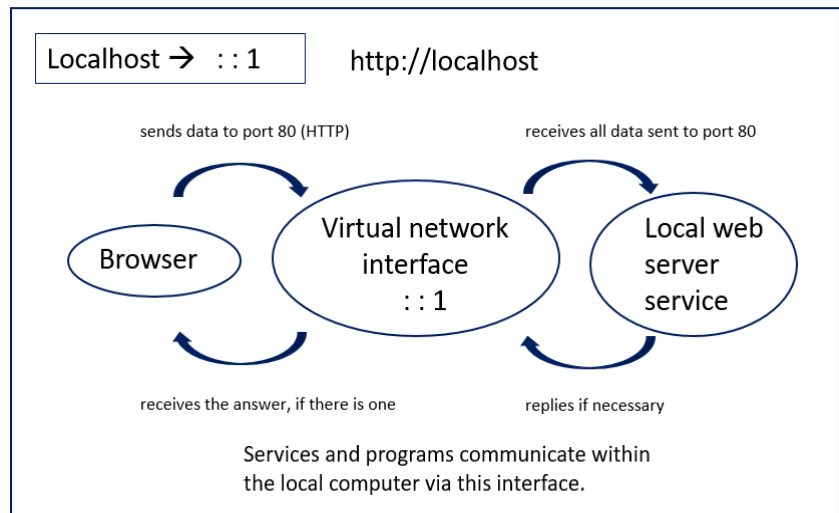 Localhost → : : 1
http://localhost
sends data to port 80 (HTTP)
receives all data sent to port 80
Browser
Virtual network
interface
: : 1
Local web
server
service
receives the answer, if there is one
replies if necessary
Services and programs communicate within
the local computer via this interface.